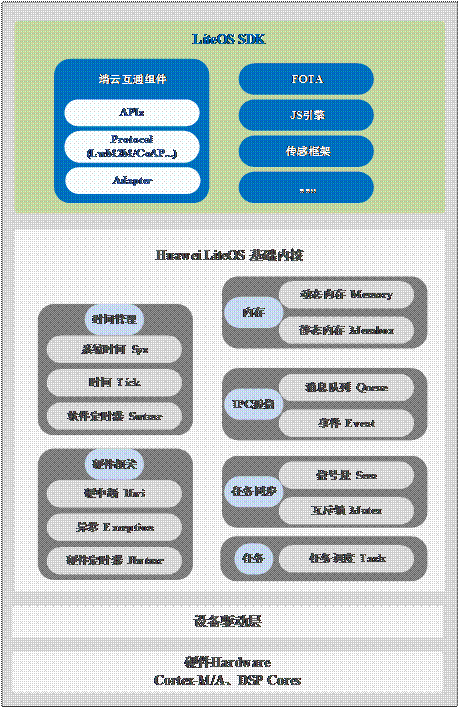 LiteOS SDK
端云互通组件
APIs
Protocol
(LwM2M/CoAP...)
Adapter
FOTA
JS引擎
传感框架
Huawei LiteOS 基础内核
时间管理
系统时间 Sys
时间 Tick
软件定时器 Swtmr
硬件相关
硬中断 Hwi
异常 Exception
硬件定时器 Hwtmr
内存
动态内存 Memory
静态内存 Membox
IPC通信
消息队列 Queue
事件 Event
任务同步
信号量 Sem
互斥锁 Mutex
任务
任务调度 Task
设备驱动层
硬件Hardware
Cortex-M/A、DSP Cores